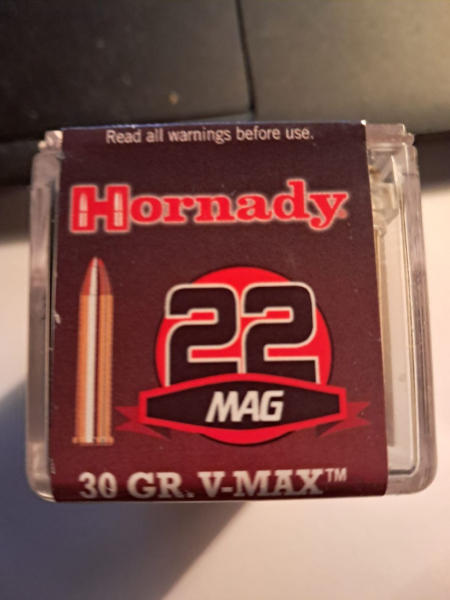 Read all warnings before use.
Hornady®
22
MAG
30 GR. V-MAX™